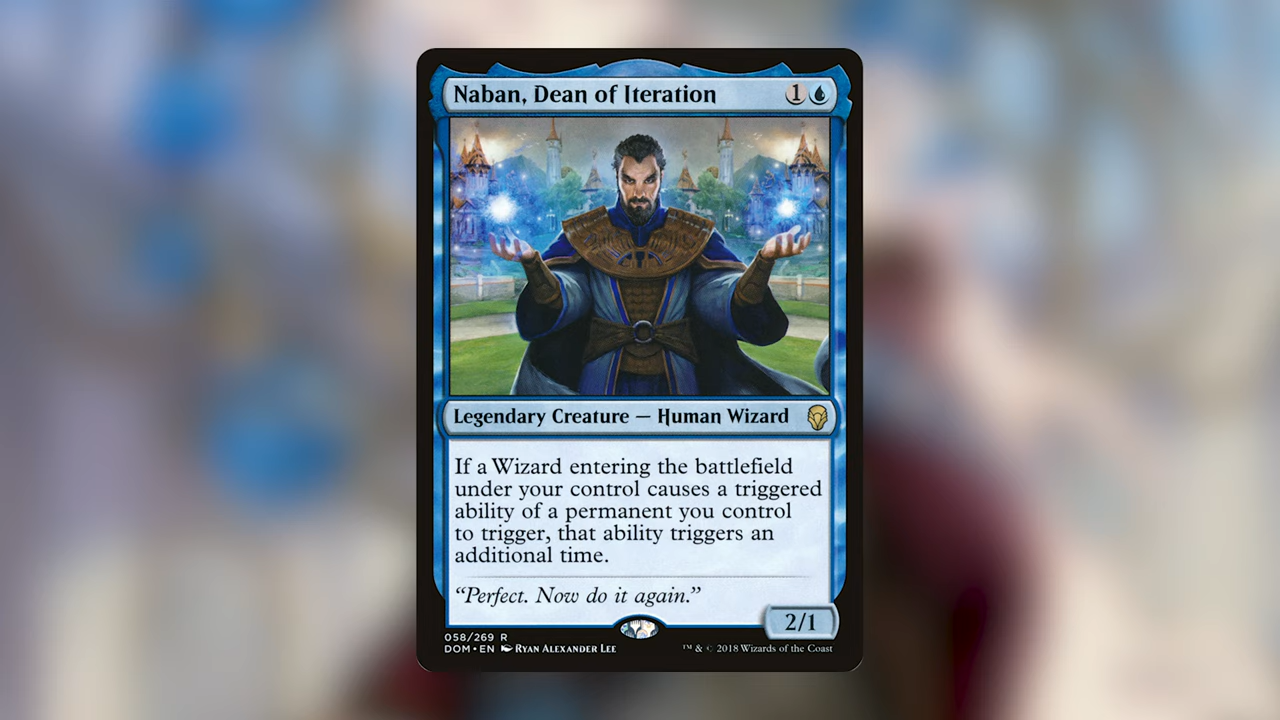 Naban, Dean of Iteration 1
Legendary Creature — Human Wizard
If a Wizard entering the battlefield
under your control causes a triggered
ability of a permanent you control
to trigger, that ability triggers an
additional time.
“Perfect. Now do it again.”
2/1
058/269 R
DOM • EN Ryan Alexander Lee
™ & © 2018 Wizards of the Coast